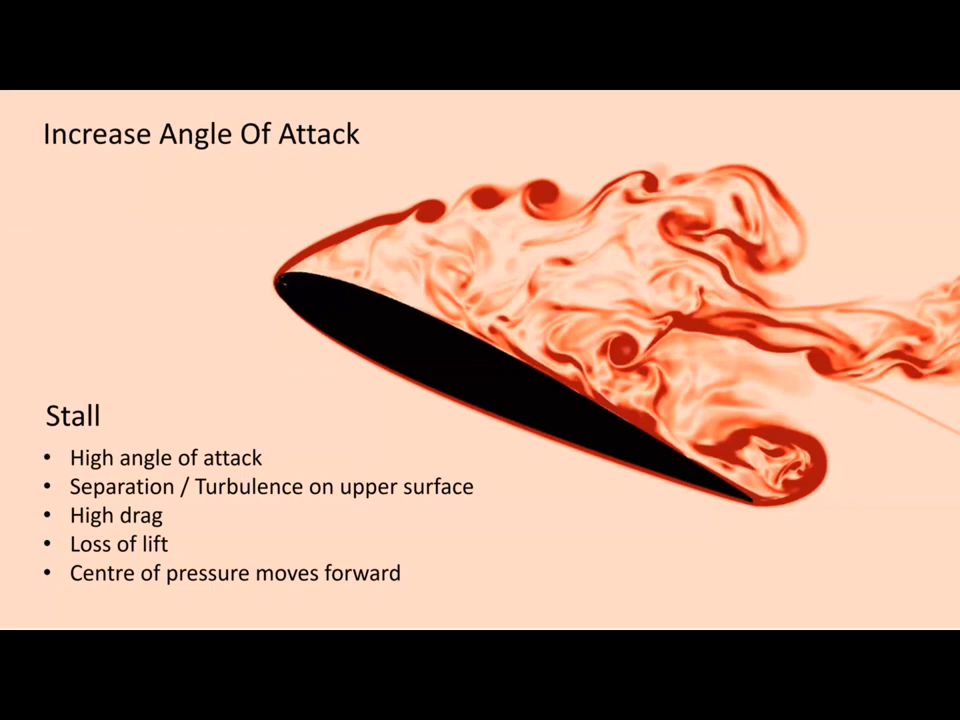 Increase Angle Of Attack
Stall
• High angle of attack
• Separation / Turbulence on upper surface
• High drag
• Loss of lift
• Centre of pressure moves forward